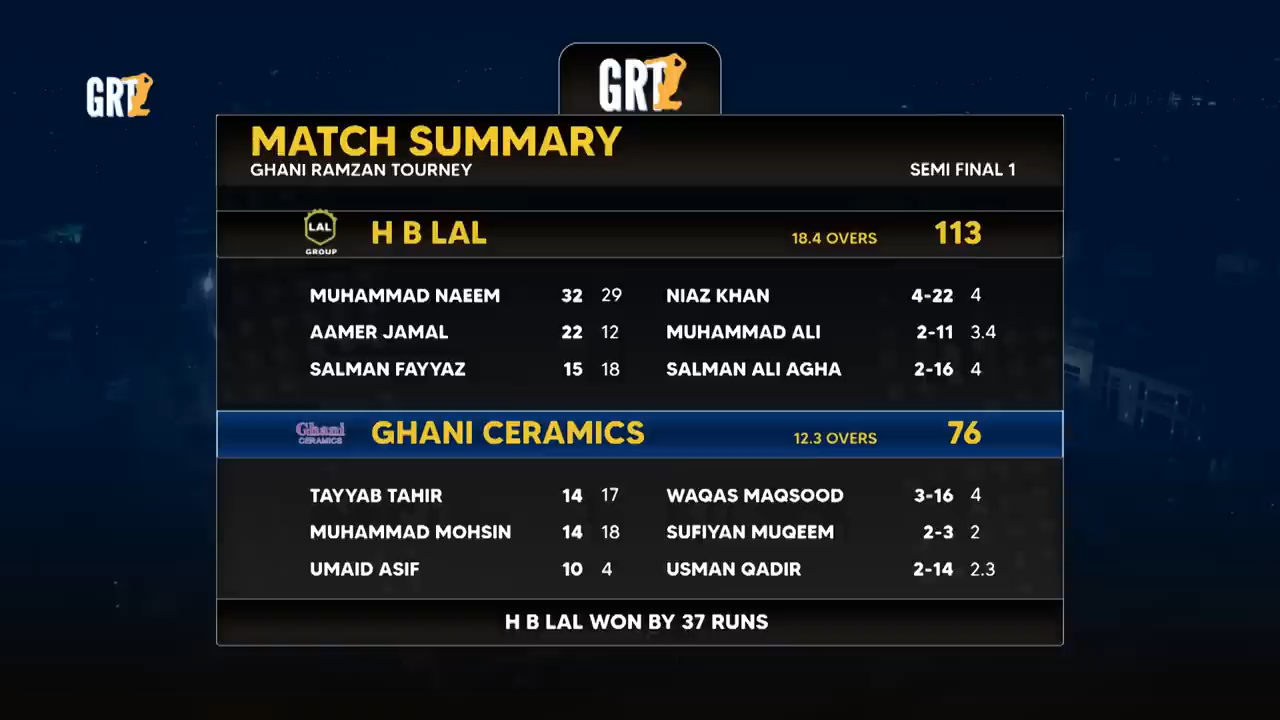 GRT
GRT
MATCH SUMMARY
GHANI RAMZAN TOURNEY
SEMI FINAL 1
LAL
GROUP
H B LAL 18.4 OVERS 113
MUHAMMAD NAEEM 32 29 NIAZ KHAN 4-22 4
AAMER JAMAL 22 12 MUHAMMAD ALI 2-11 3.4
SALMAN FAYYAZ 15 18 SALMAN ALI AGHA 2-16 4
Ghani
CERAMICS
GHANI CERAMICS 12.3 OVERS 76
TAYYAB TAHIR 14 17 WAQAS MAQSOOD 3-16 4
MUHAMMAD MOHSIN 14 18 SUFIYAN MUQEEM 2-3 2
UMAID ASIF 10 4 USMAN QADIR 2-14 2.3
H B LAL WON BY 37 RUNS